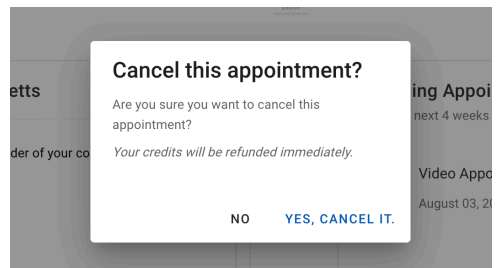 Cancel this appointment?
Are you sure you want to cancel this
appointment?
Your credits will be refunded immediately.
NO
YES, CANCEL IT.
etts
der of your co
ing Appoi
next 4 weeks
Video Appo
August 03, 20